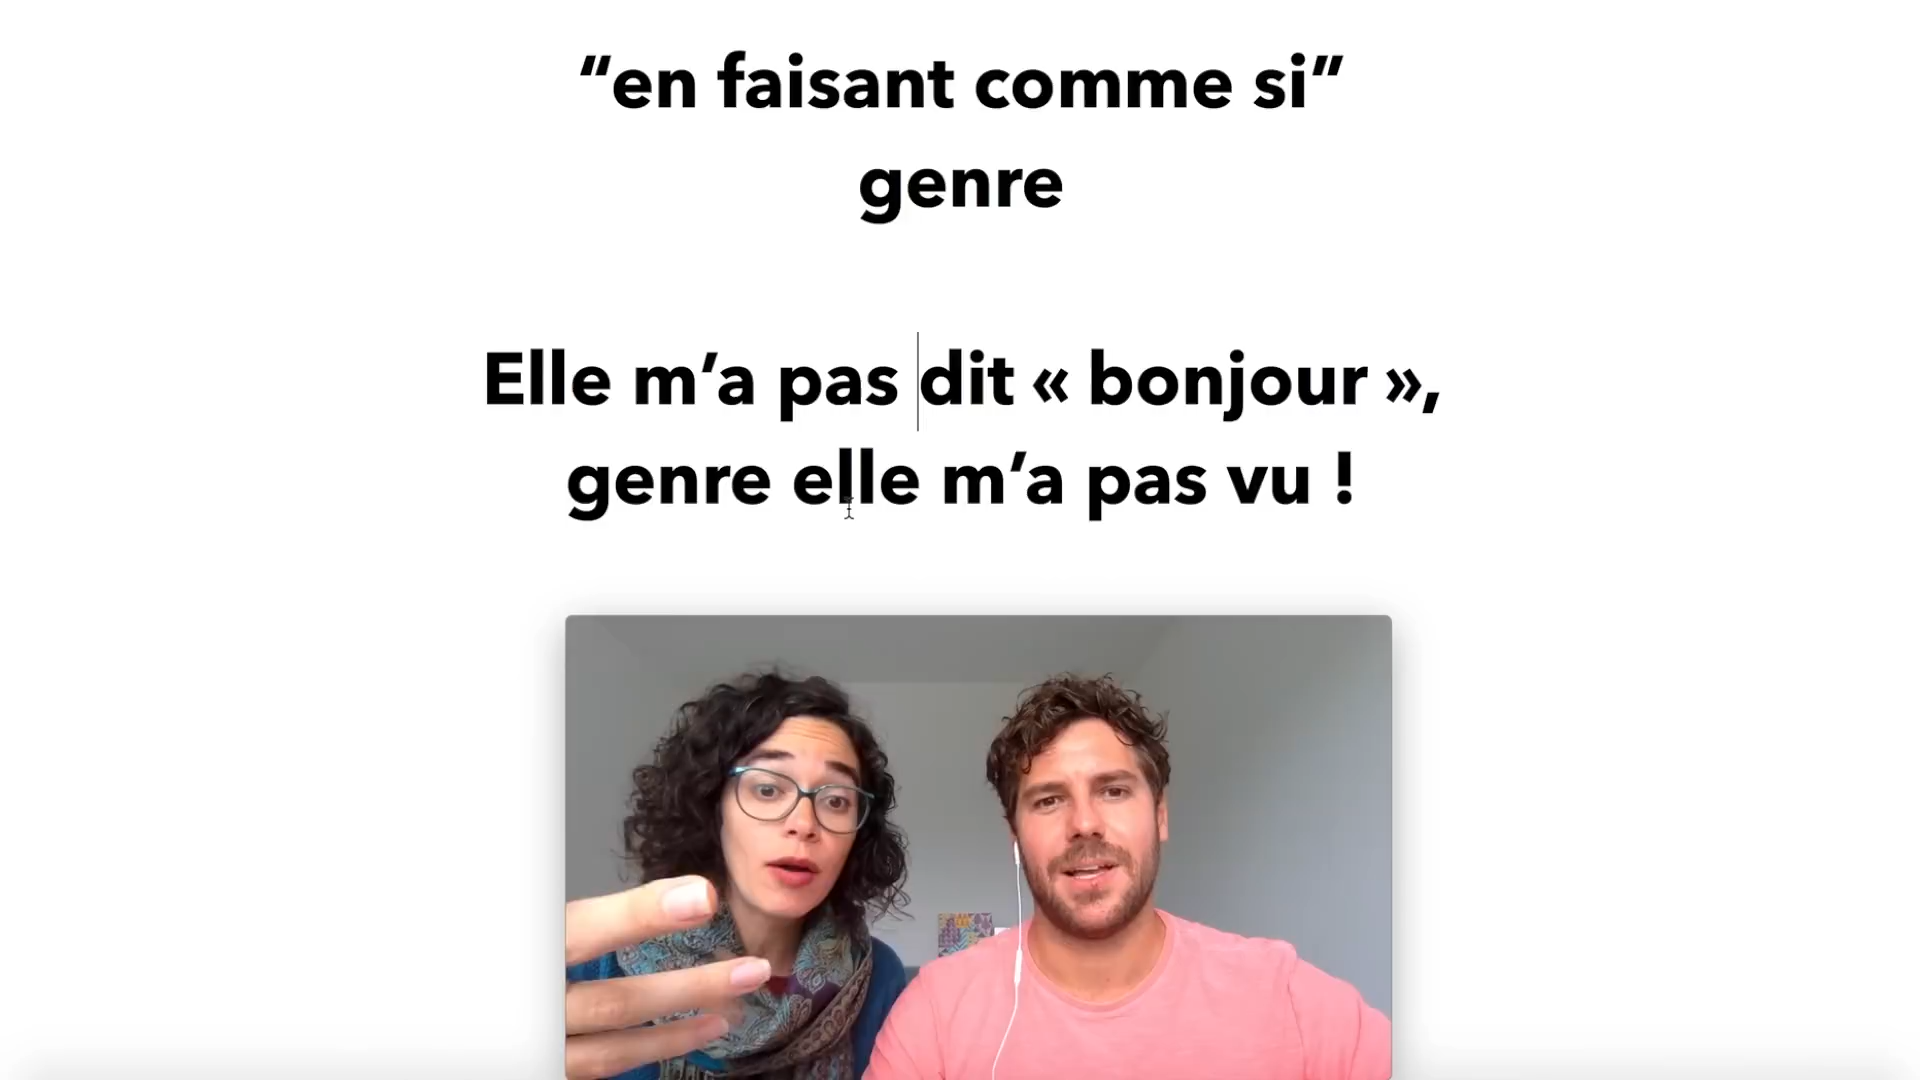 “en faisant comme si”
genre
Elle m’a pas dit « bonjour »,
genre elle m’a pas vu !